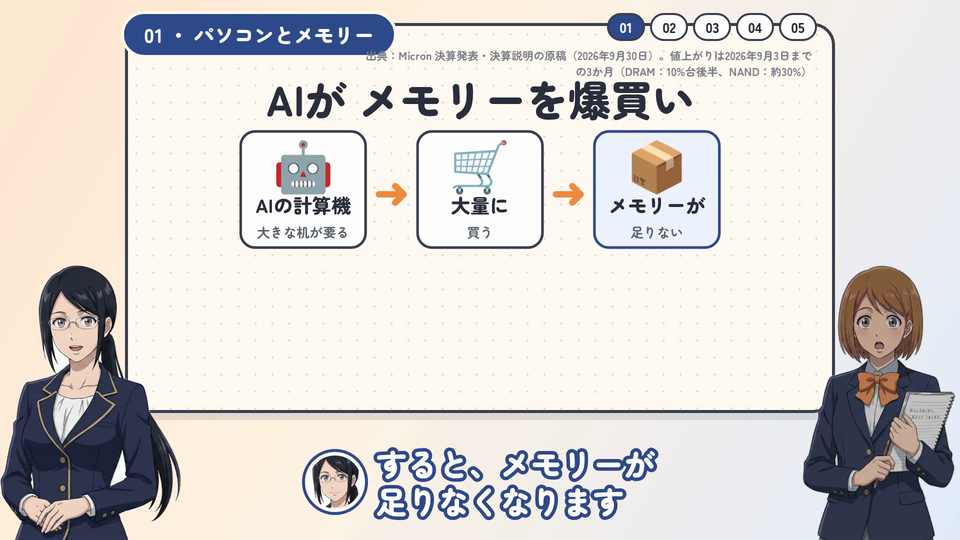 01 ・ パソコンとメモリー
01 02 03 04 05
出典：Micron 決算発表・決算説明の原稿（2026年9月30日）。値上がりは2026年9月3日まで
の3か月（DRAM：10%台後半、NAND：約30%）
AIが メモリーを爆買い
AIの計算機
大きな机が要る
大量に
買う
メモリーが
足りない
すると、メモリーが
足りなくなります